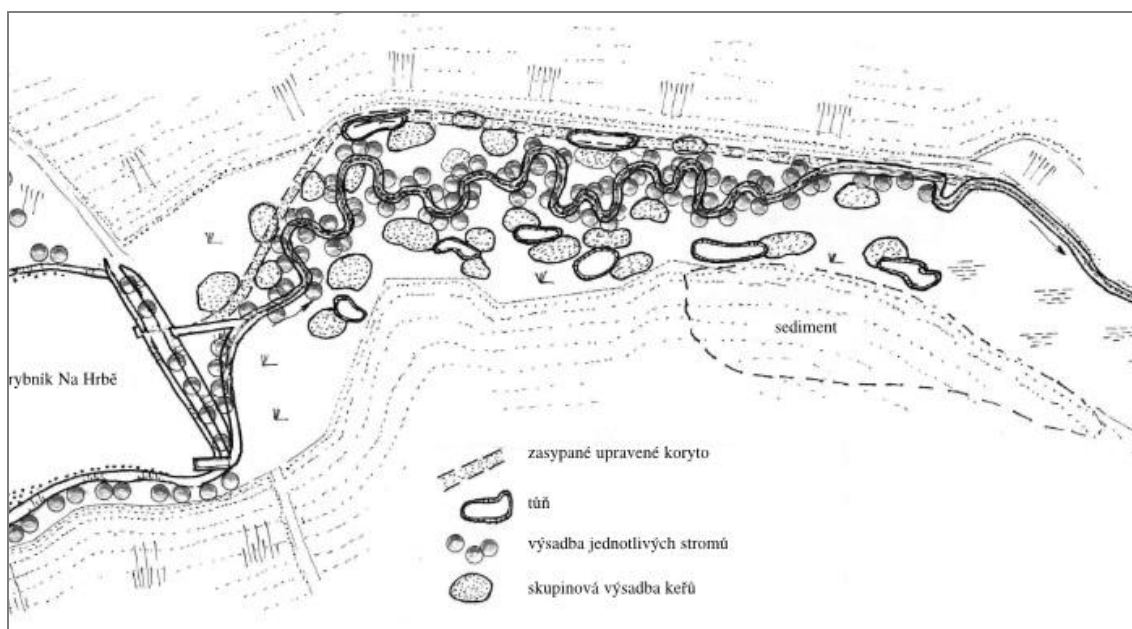 sediment
rybník Na Hrbě
zasypané upravené koryto
tůň
výsadba jednotlivých stromů
skupinová výsadba keřů